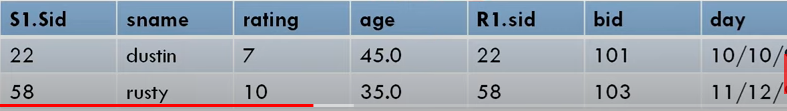 S1.Sid sname rating age R1.sid bid day
22 dustin 7 45.0 22 101 10/10/
58 rusty 10 35.0 58 103 11/12/